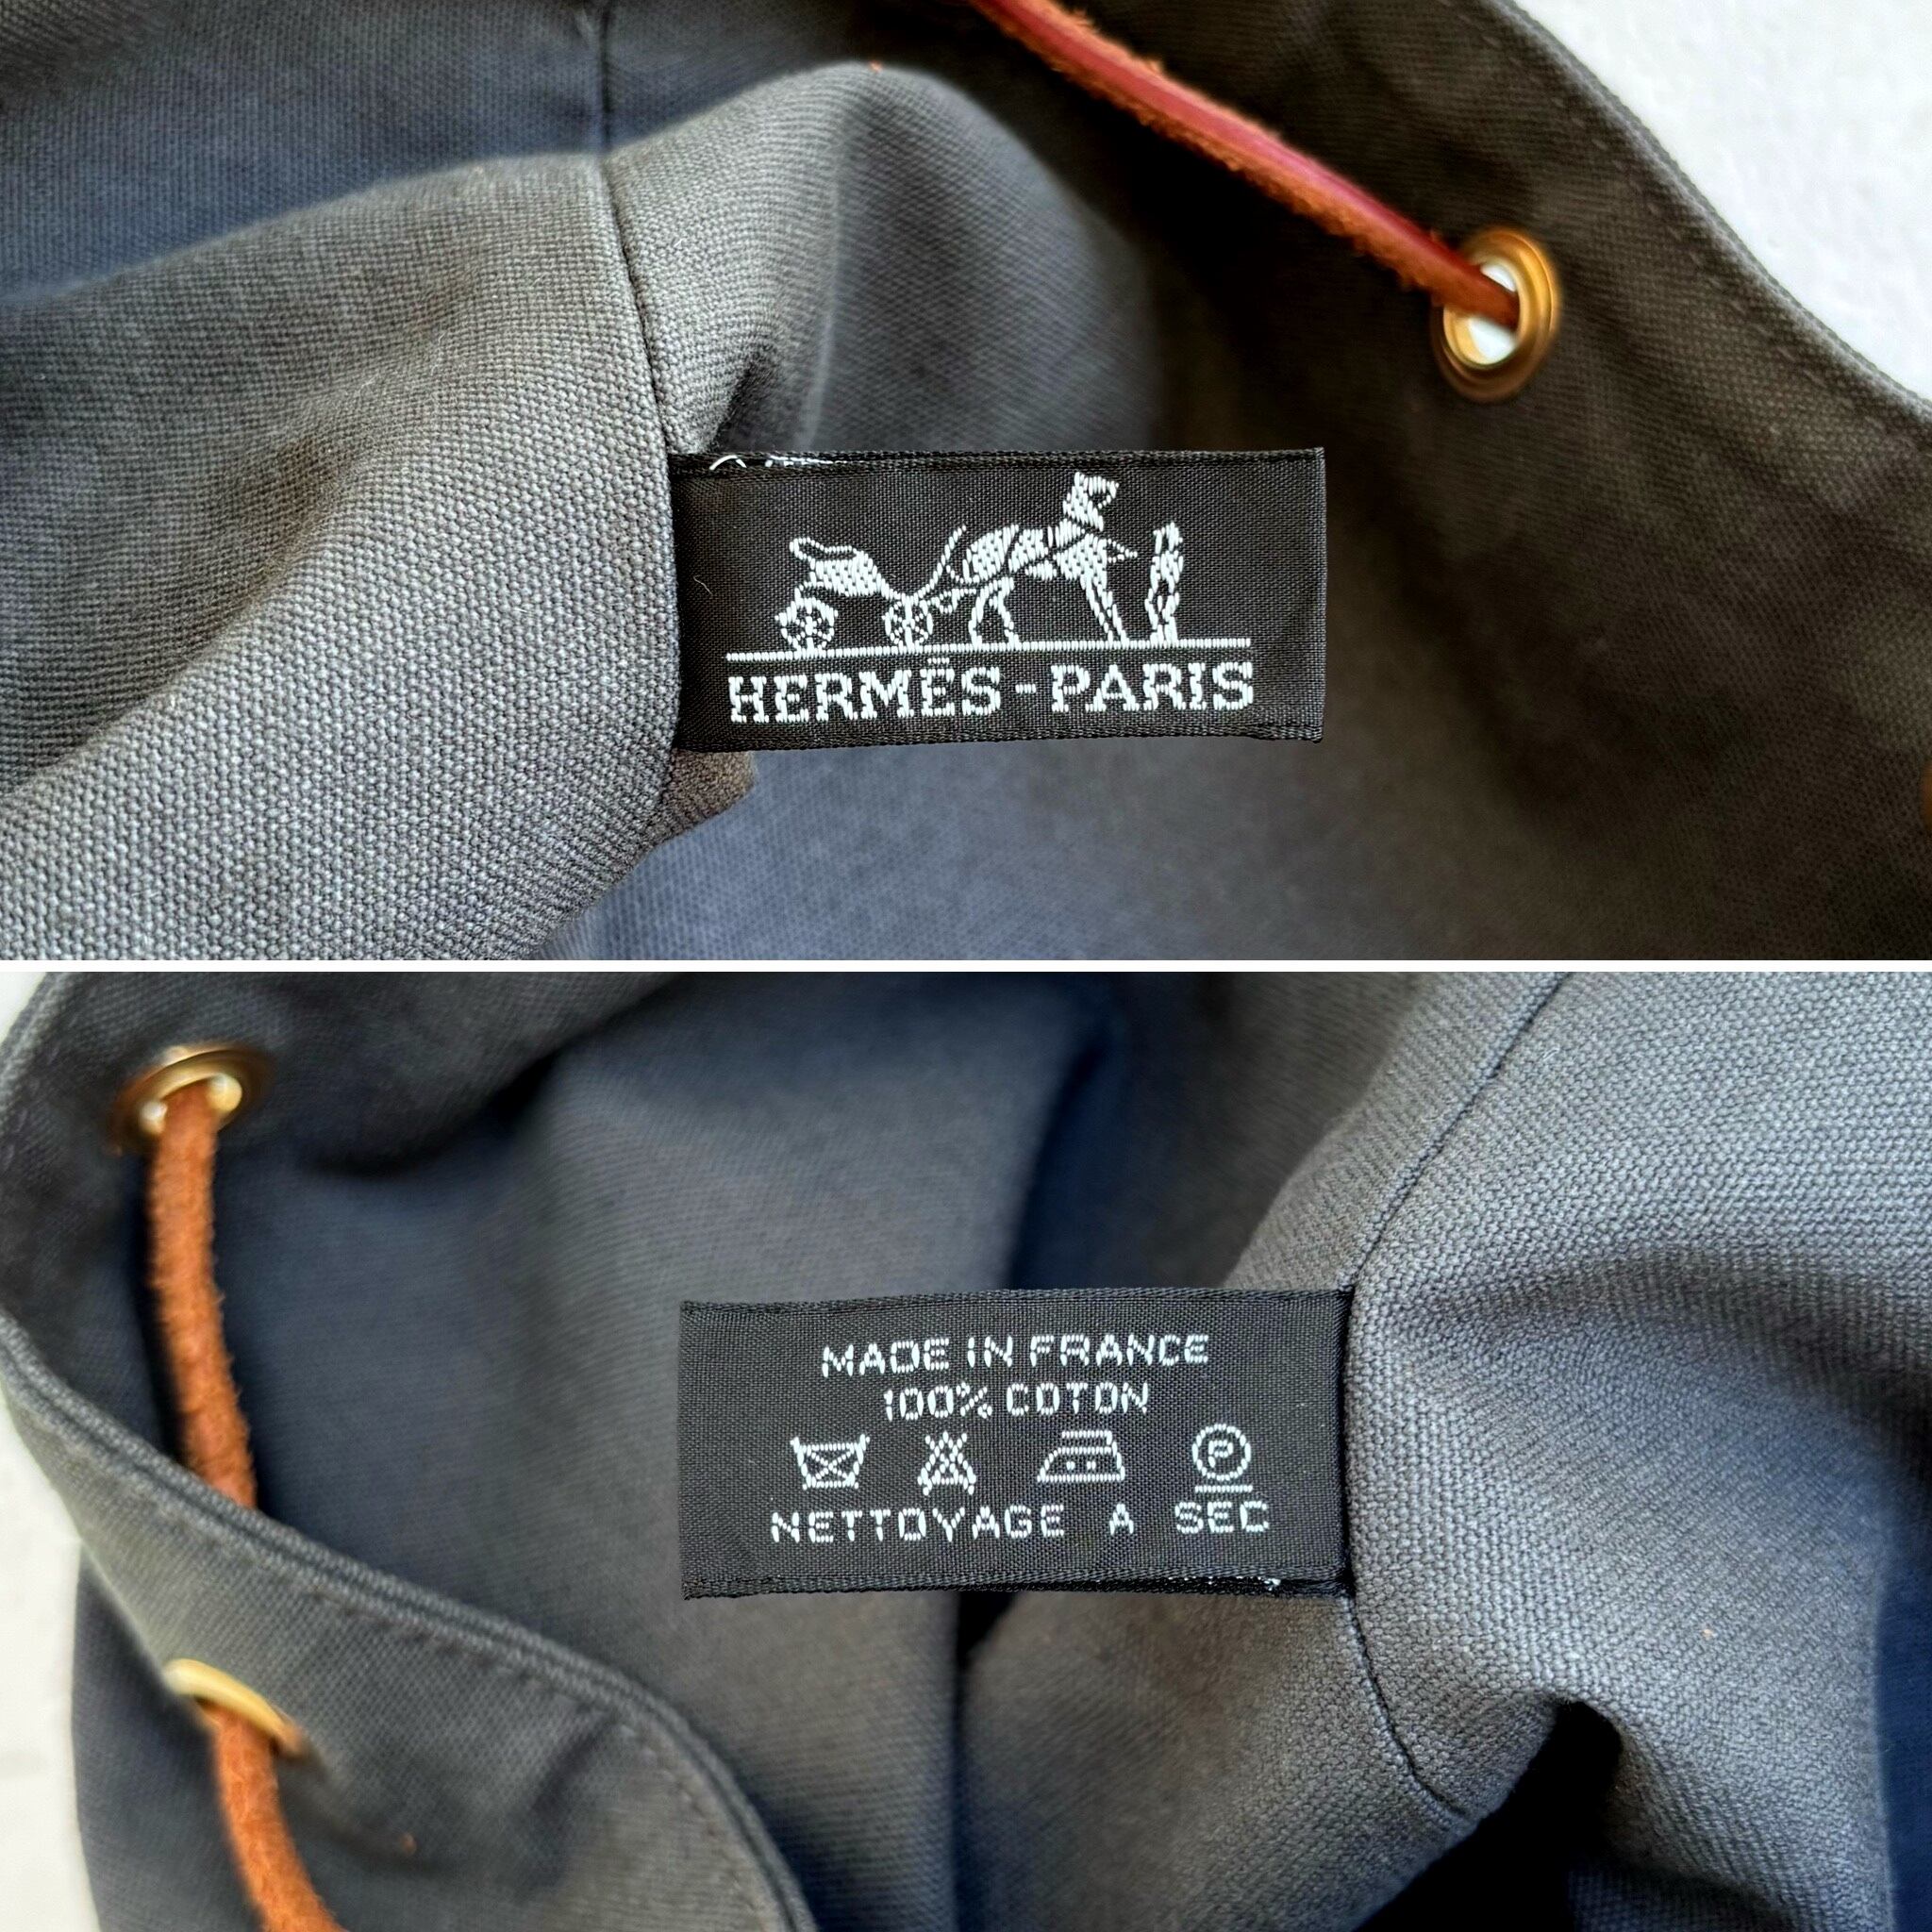 HERMÈS-PARIS
MADE IN FRANCE
100% COTON
P
NETTOYAGE A SEC